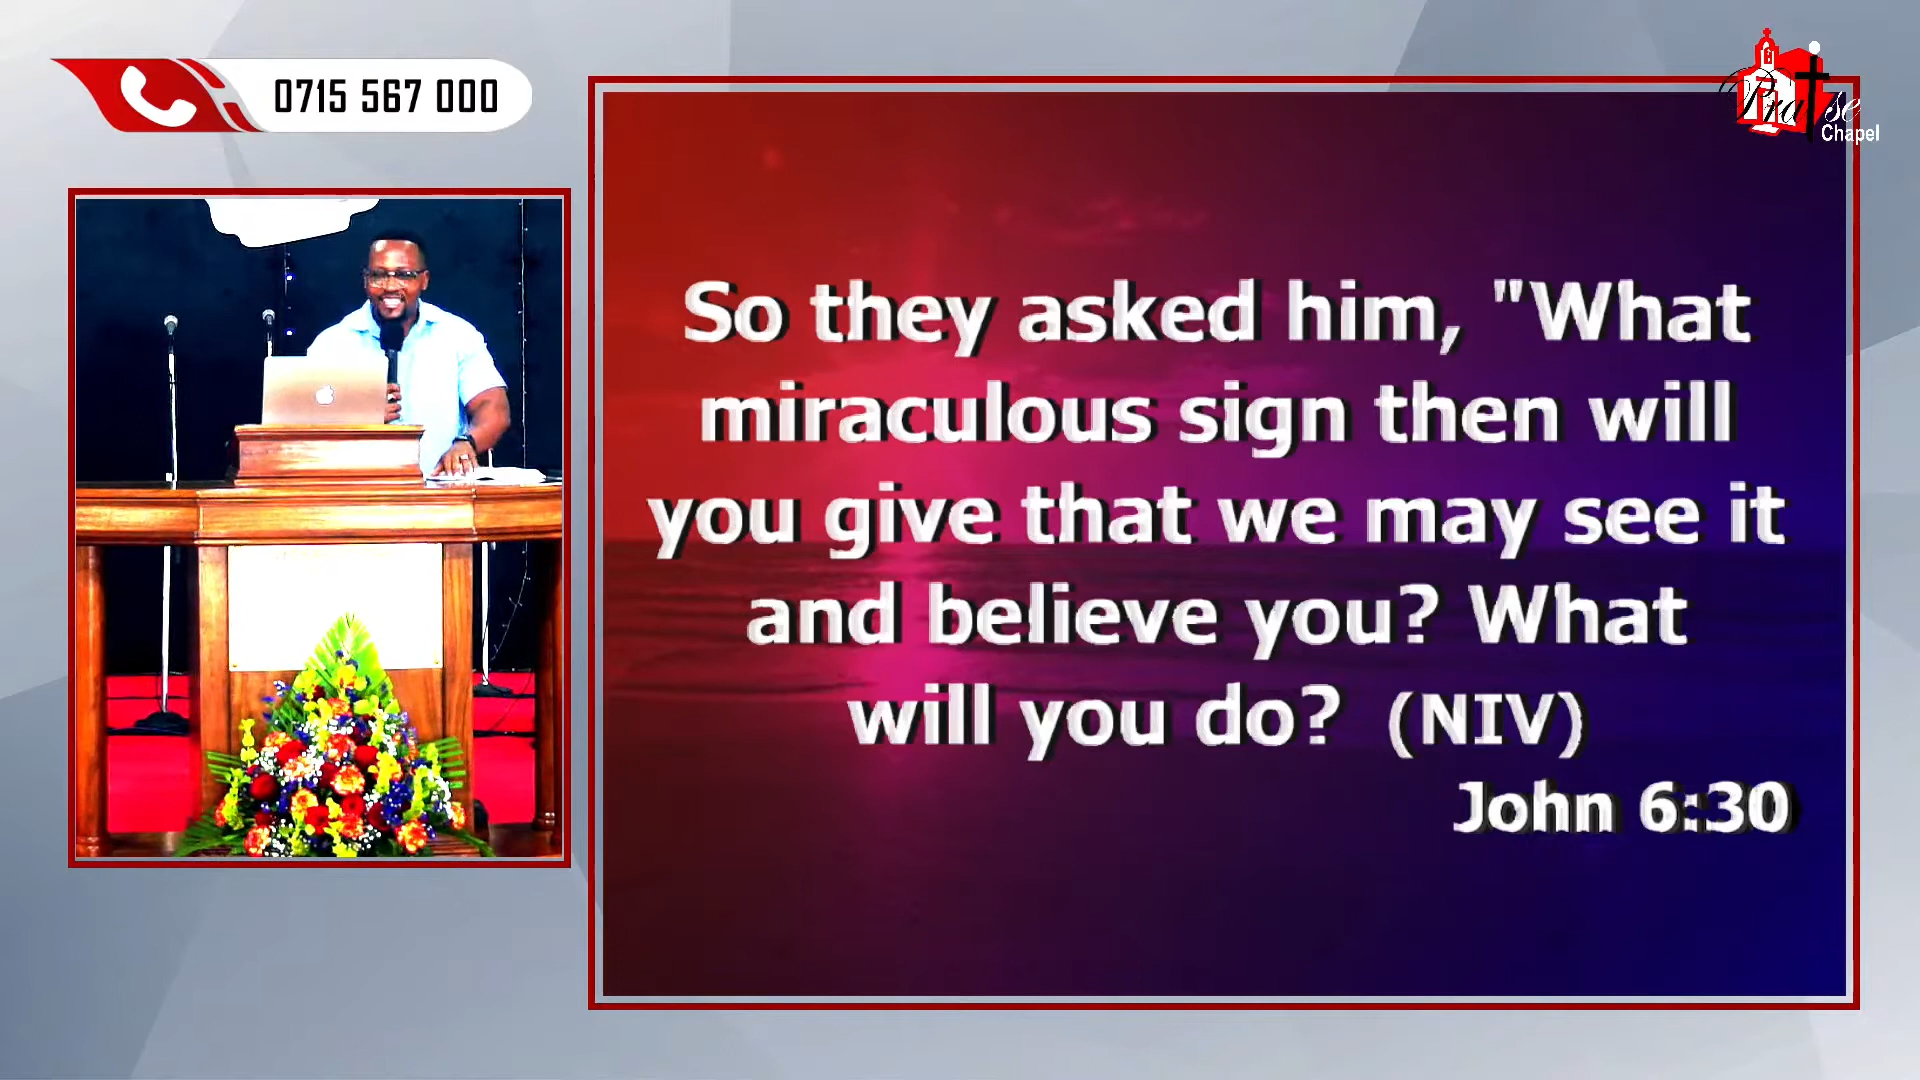 0715 567 000
Praise
Chapel
So they asked him, "What
miraculous sign then will
you give that we may see it
and believe you? What
will you do? (NIV)
John 6:30